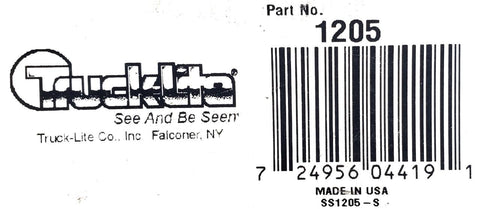 Truck-Lite®
See And Be Seen
Truck-Lite Co., Inc. Falconer, NY
Part No.
1205
7 24956 04419 1
MADE IN USA
SS1205-S